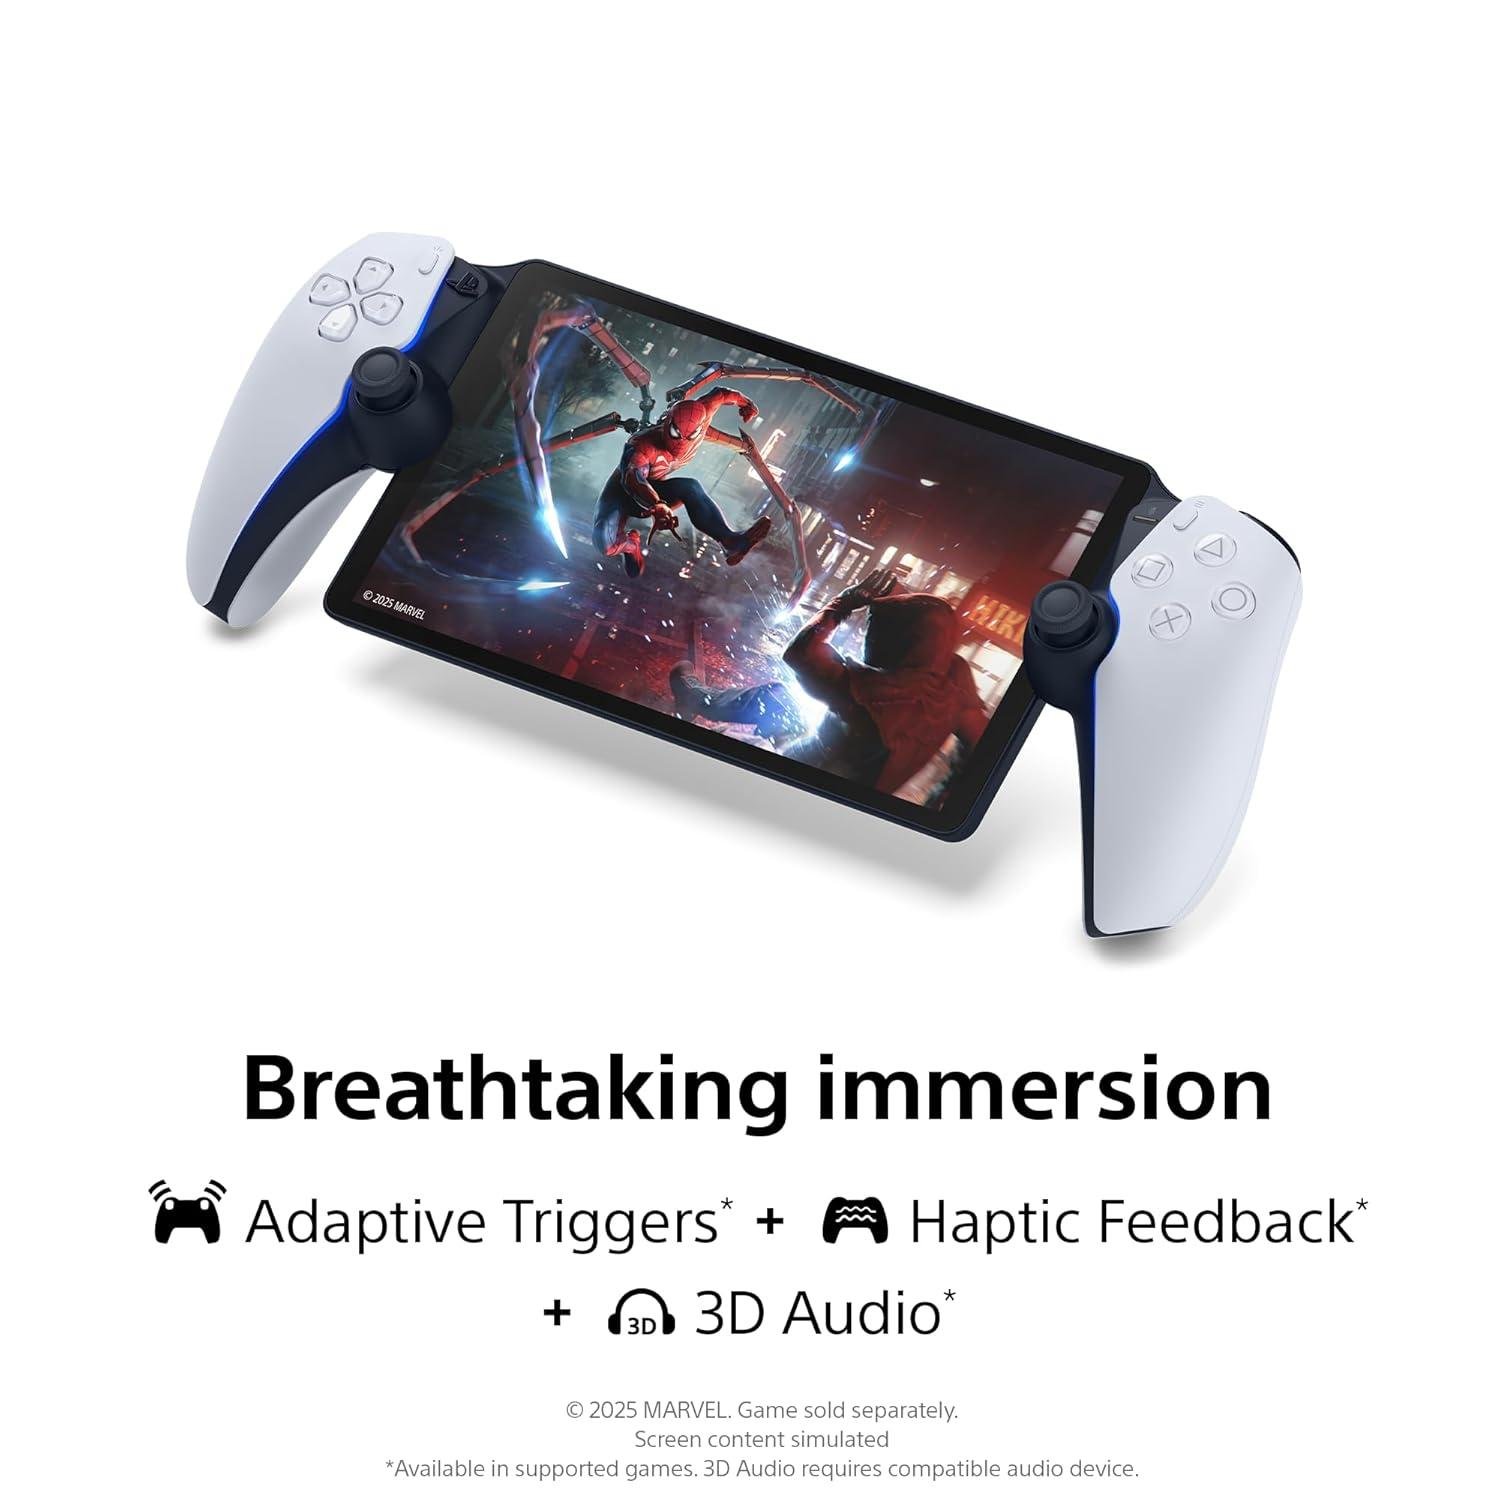 © 2025 MARVEL
Breathtaking immersion
Adaptive Triggers* + Haptic Feedback*
+ 3D 3D Audio*
© 2025 MARVEL. Game sold separately.
Screen content simulated
*Available in supported games. 3D Audio requires compatible audio device.